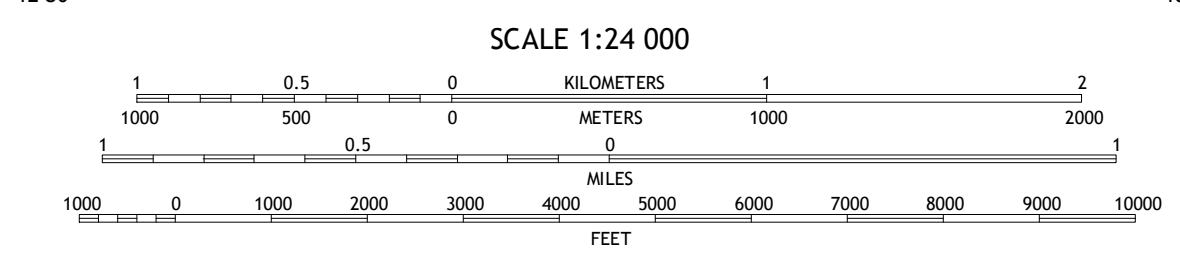 SCALE 1:24 000
1 0.5 0 KILOMETERS 1 2
1000 500 0 METERS 1000 2000
1 0.5 0 1
MILES
1000 0 1000 2000 3000 4000 5000 6000 7000 8000 9000 10000
FEET